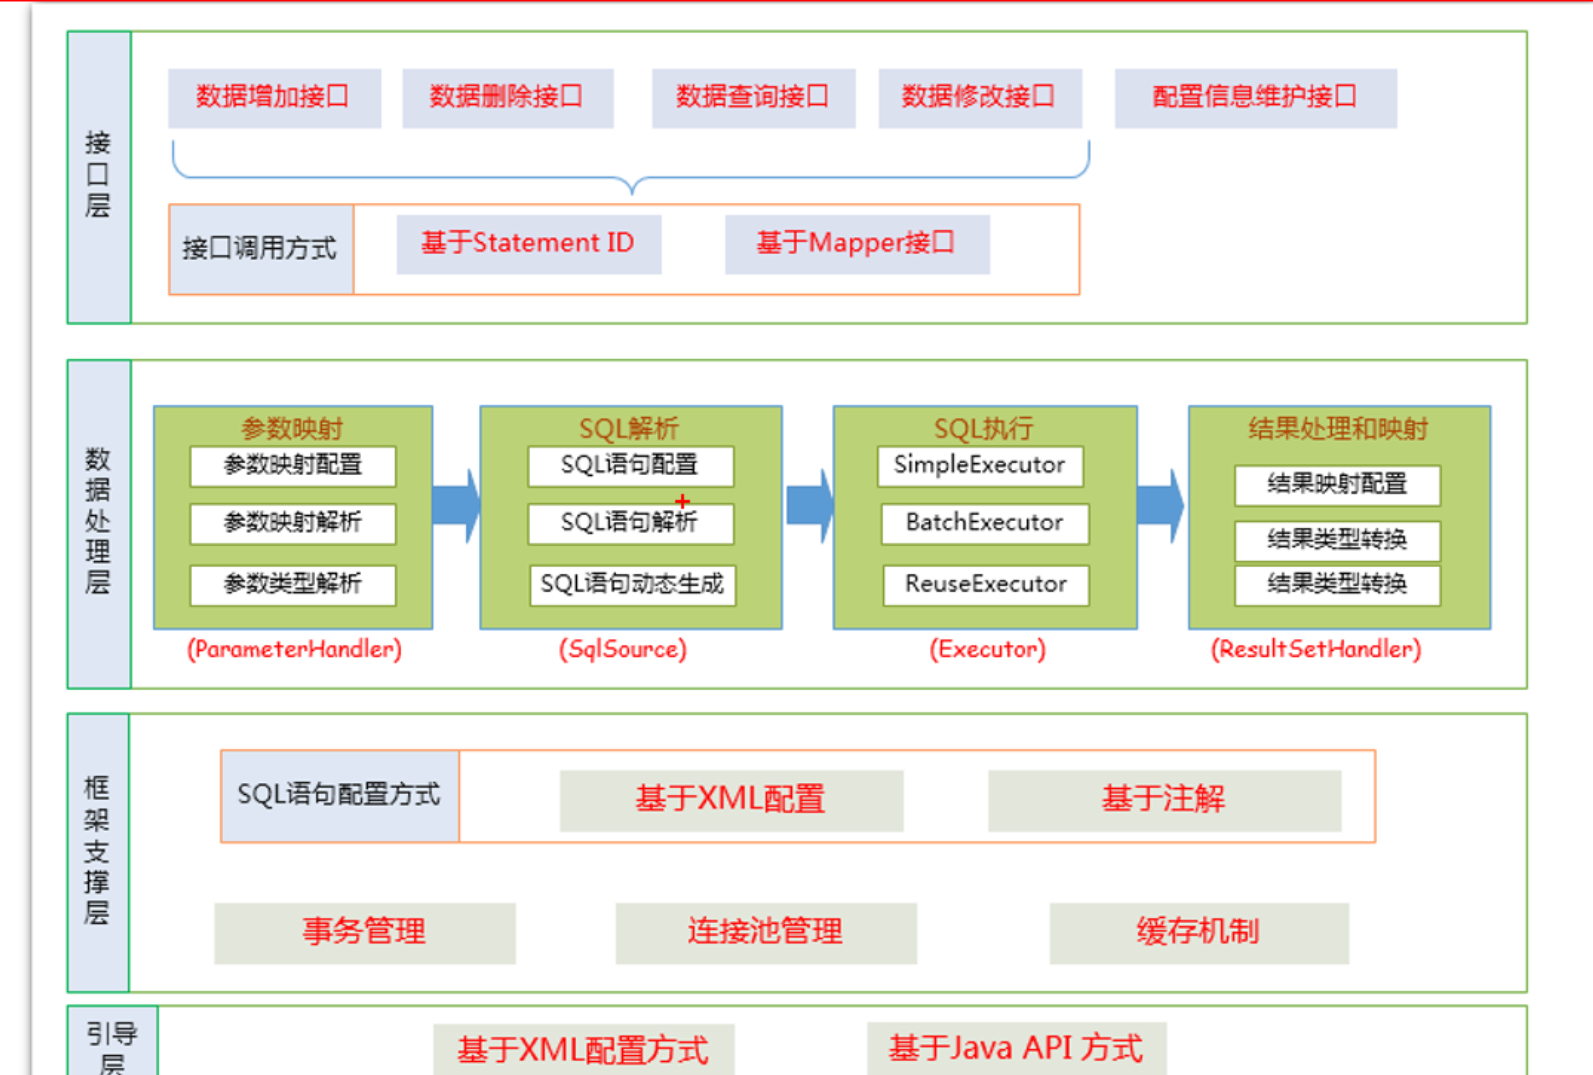 接口层
数据增加接口
数据删除接口
数据查询接口
数据修改接口
配置信息维护接口
接口调用方式
基于Statement ID
基于Mapper接口
数据处理层
参数映射
参数映射配置
参数映射解析
参数类型解析
(ParameterHandler)
SQL解析
SQL语句配置
SQL语句解析
SQL语句动态生成
(SqlSource)
SQL执行
SimpleExecutor
BatchExecutor
ReuseExecutor
(Executor)
结果处理和映射
结果映射配置
结果类型转换
结果类型转换
(ResultSetHandler)
框架支撑层
SQL语句配置方式
基于XML配置
基于注解
事务管理
连接池管理
缓存机制
引导
层
基于XML配置方式
基于Java API 方式